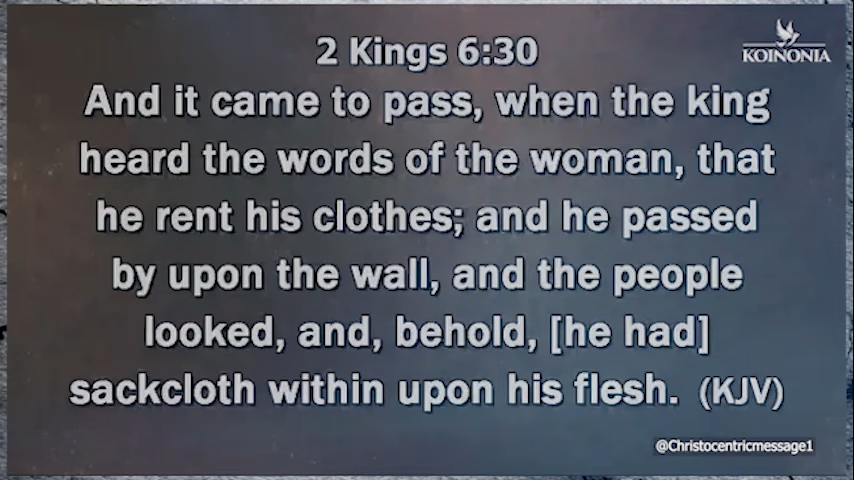 2 Kings 6:30
KOINONIA
And it came to pass, when the king
heard the words of the woman, that
he rent his clothes; and he passed
by upon the wall, and the people
looked, and, behold, [he had]
sackcloth within upon his flesh. (KJV)
@Christocentricmessage1